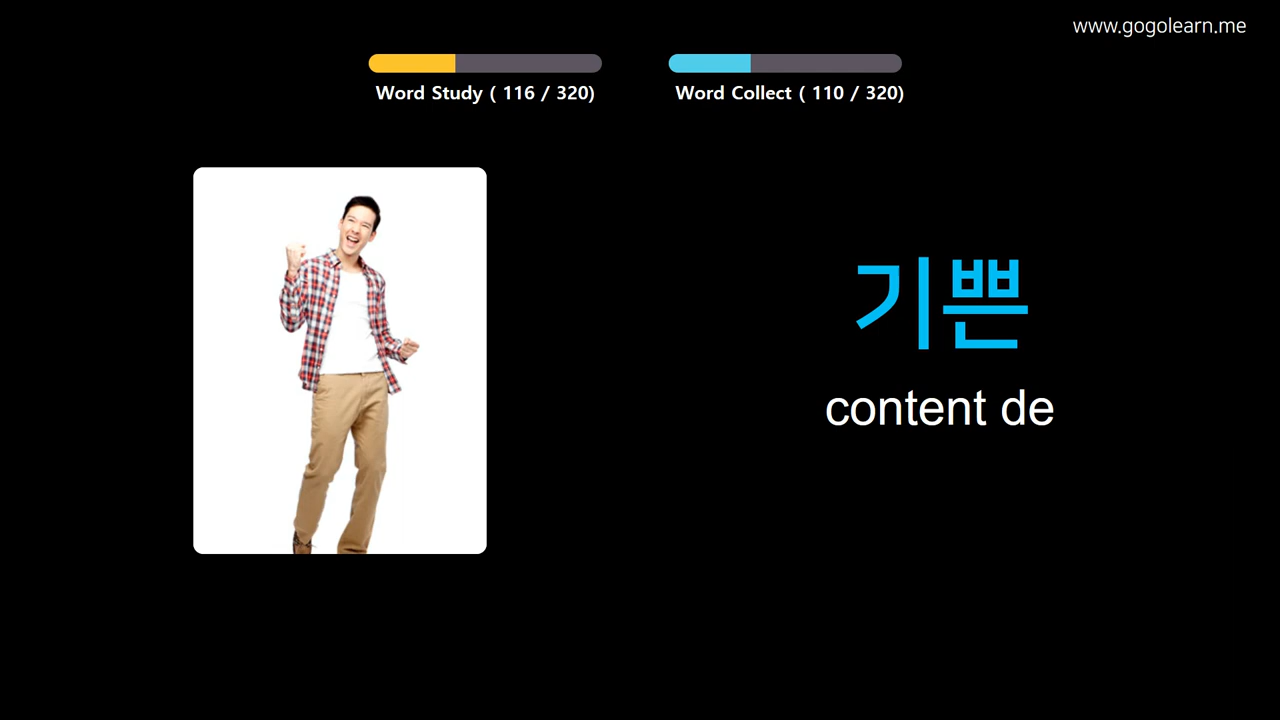 www.gogolearn.me
Word Study ( 116 / 320)
Word Collect ( 110 / 320)
기쁜
content de